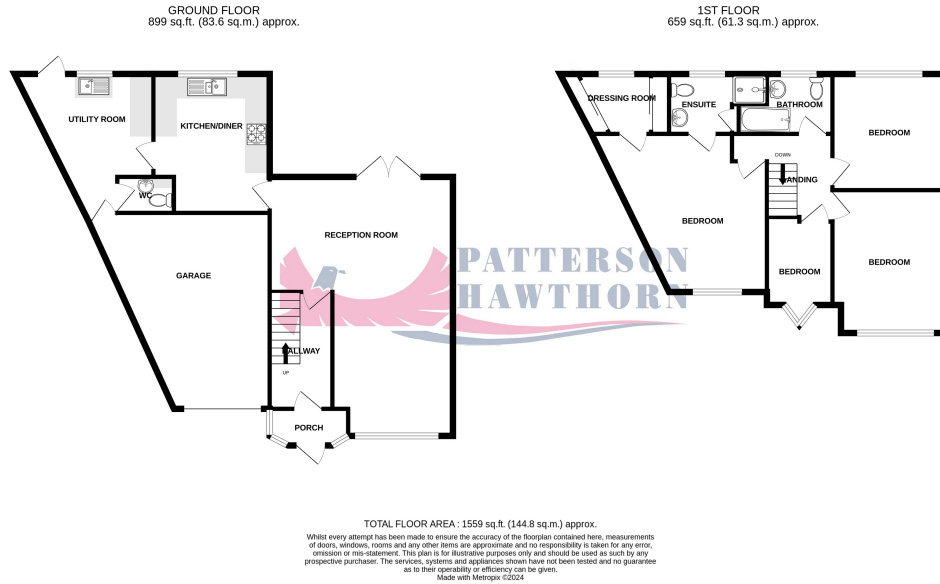 GROUND FLOOR
899 sq.ft. (83.6 sq.m.) approx.
1ST FLOOR
659 sq.ft. (61.3 sq.m.) approx.
UTILITY ROOM
KITCHEN/DINER
WC
RECEPTION ROOM
GARAGE
HALLWAY
UP
PORCH
DRESSING ROOM
ENSUITE
BATHROOM
BEDROOM
DOWN
LANDING
BEDROOM
BEDROOM
BEDROOM
PATTERSON
HAWTHORN
TOTAL FLOOR AREA : 1559 sq.ft. (144.8 sq.m.) approx.
Whilst every attempt has been made to ensure the accuracy of the floorplan contained here, measurements
of doors, windows, rooms and any other items are approximate and no responsibility is taken for any error,
omission or mis-statement. This plan is for illustrative purposes only and should be used as such by any
prospective purchaser. The services, systems and appliances shown have not been tested and no guarantee
as to their operability or efficiency can be given.
Made with Metropix ©2024